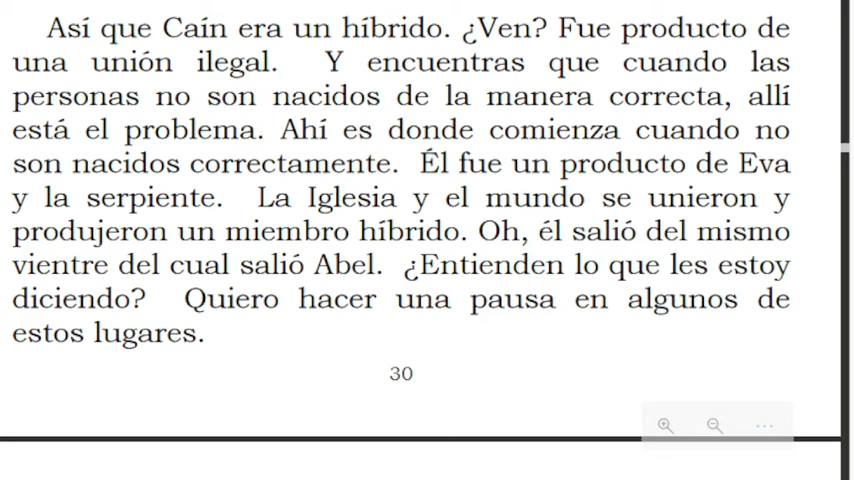 Así que Caín era un híbrido. ¿Ven? Fue producto de
una unión ilegal. Y encuentras que cuando las
personas no son nacidos de la manera correcta, allí
está el problema. Ahí es donde comienza cuando no
son nacidos correctamente. Él fue un producto de Eva
y la serpiente. La Iglesia y el mundo se unieron y
produjeron un miembro híbrido. Oh, él salió del mismo
vientre del cual salió Abel. ¿Entienden lo que les estoy
diciendo? Quiero hacer una pausa en algunos de
estos lugares.
30